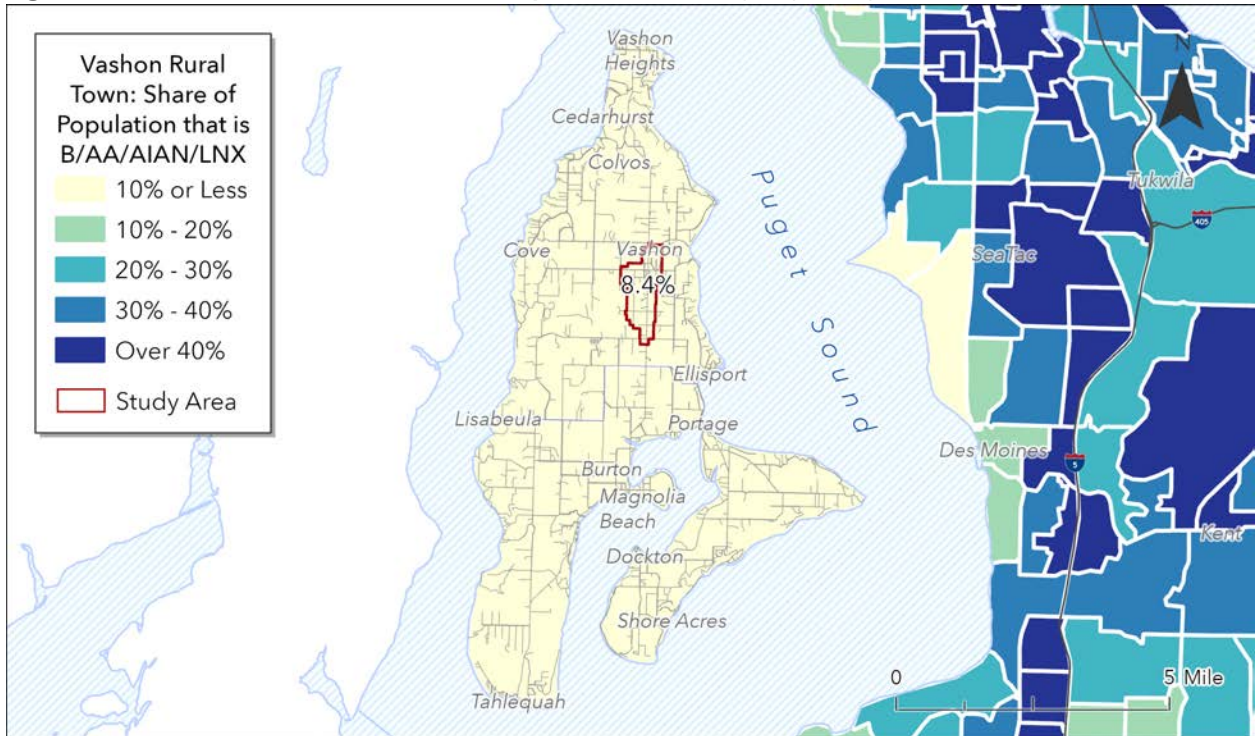 Vashon Rural
Town: Share of
Population that is
B/AA/AIAN/LNX
10% or Less
10% - 20%
20% - 30%
30% - 40%
Over 40%
Study Area
Vashon
Heights
Cedarhurst
Colvos
Cove
Vashon
8.4%
Ellisport
Lisabeula
Portage
Burton
Magnolia
Beach
Dockton
Shore Acres
Tahlequah
Puget Sound
N
Tukwila
405
SeaTac
Des Moines
5
Kent
0
5 Mile